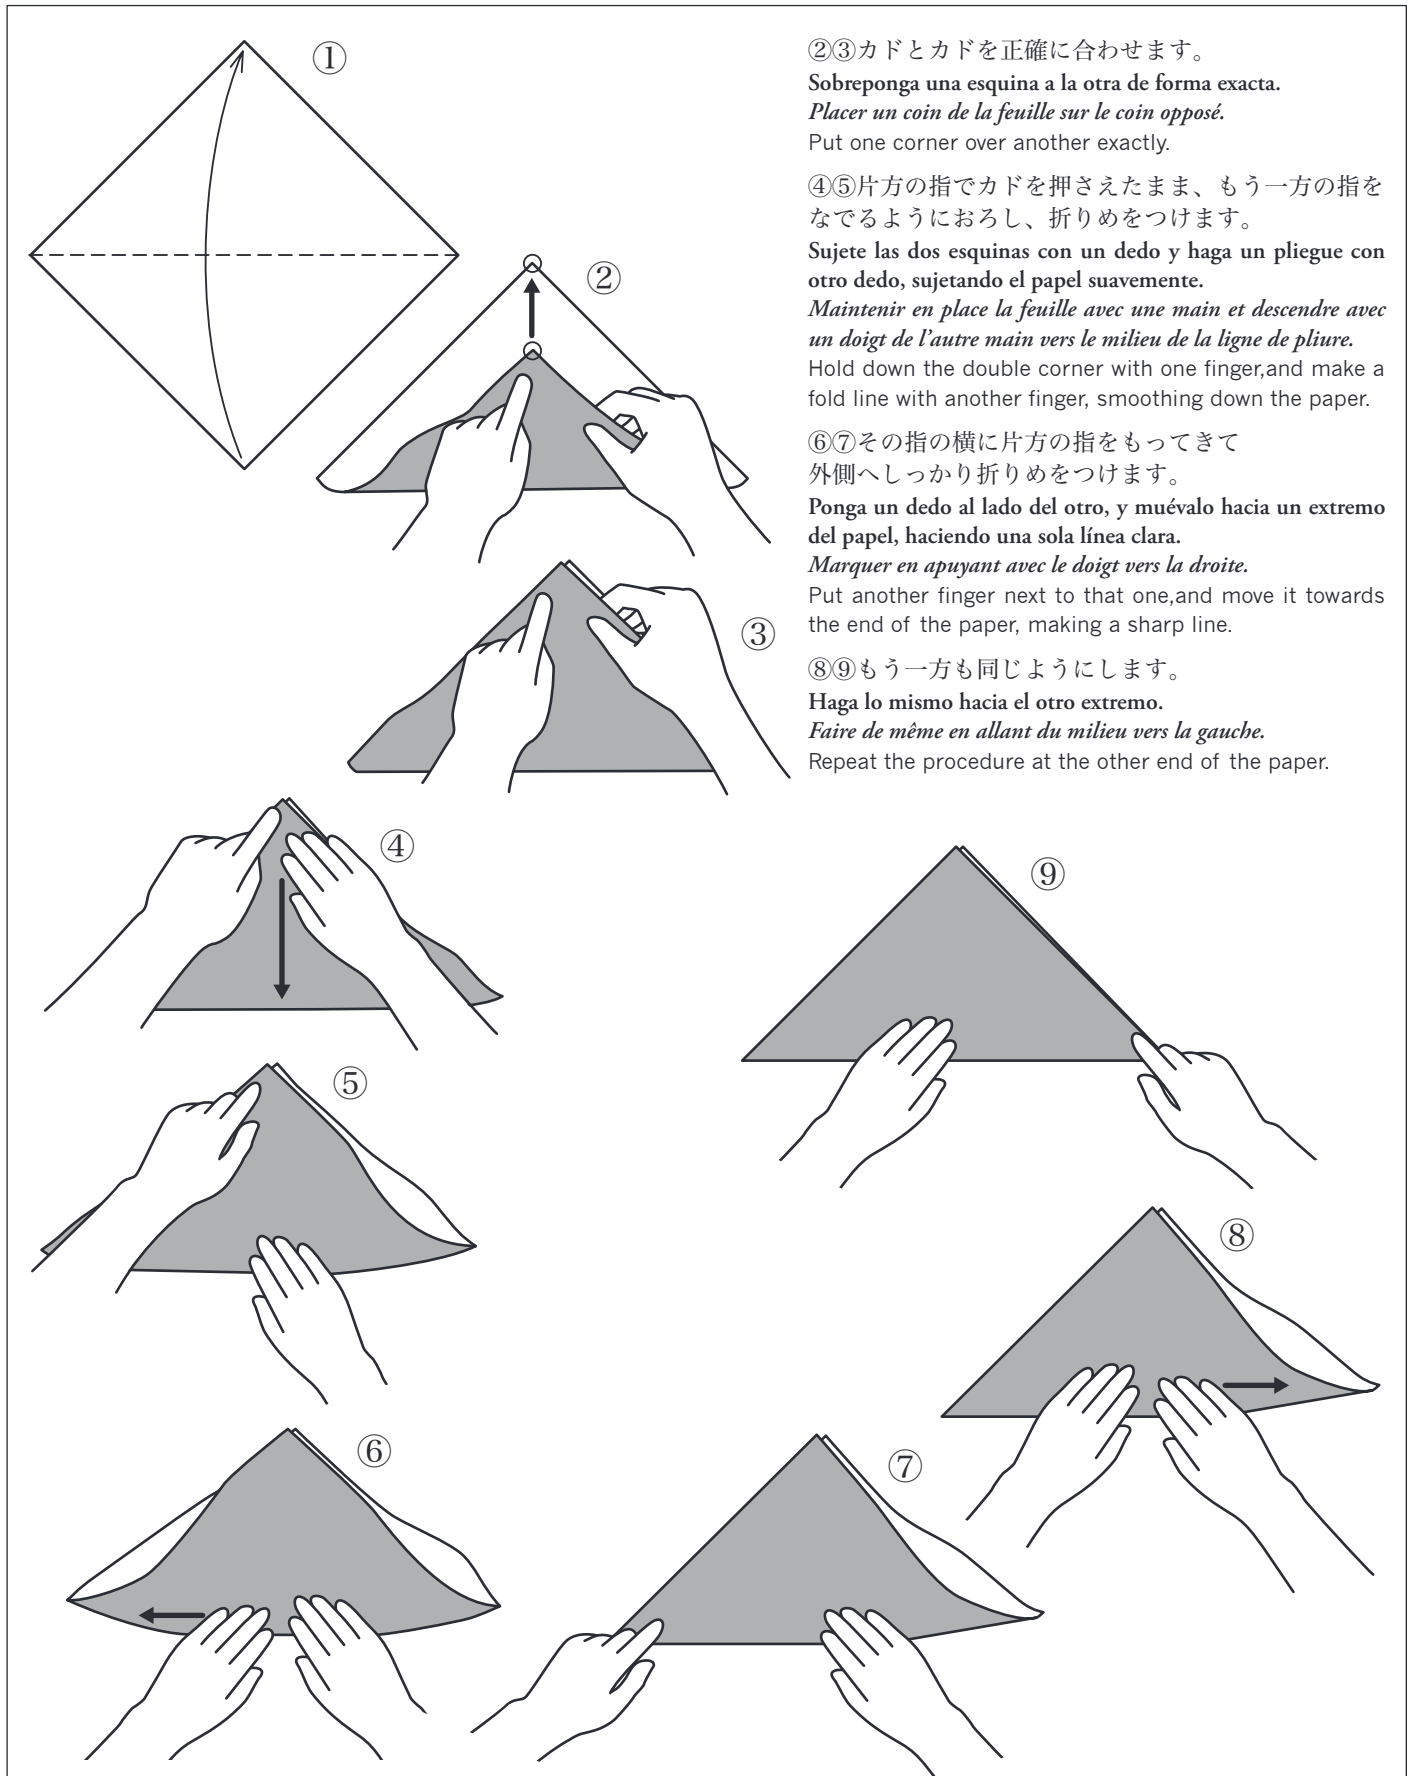 ①
②③カドとカドを正確に合わせます。
Sobreponga una esquina a la otra de forma exacta.
Placer un coin de la feuille sur le coin opposé.
Put one corner over another exactly.
④⑤片方の指でカドを押さえたまま、もう一方の指を
なでるようにおろし、折りめをつけます。
Sujete las dos esquinas con un dedo y haga un pliegue con
otro dedo, sujetando el papel suavemente.
Maintenir en place la feuille avec une main et descendre avec
un doigt de l'autre main vers le milieu de la ligne de pliure.
Hold down the double corner with one finger,and make a
fold line with another finger, smoothing down the paper.
⑥⑦その指の横に片方の指をもってきて
外側へしっかり折りめをつけます。
Ponga un dedo al lado del otro, y muévalo hacia un extremo
del papel, haciendo una sola línea clara.
Marquer en apuyant avec le doigt vers la droite.
Put another finger next to that one,and move it towards
the end of the paper, making a sharp line.
⑧⑨もう一方も同じようにします。
Haga lo mismo hacia el otro extremo.
Faire de même en allant du milieu vers la gauche.
Repeat the procedure at the other end of the paper.
②
③
④
⑤
⑥
⑦
⑧
⑨